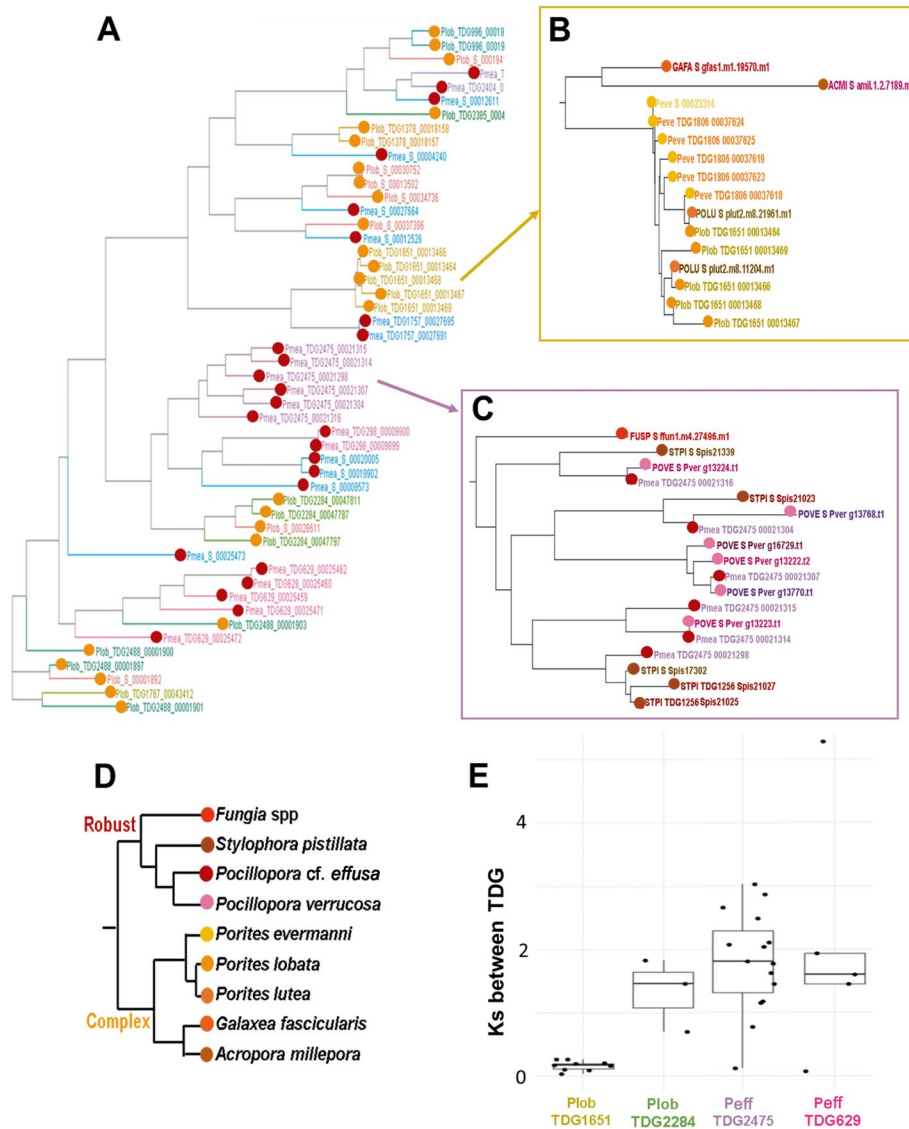 A
Plob_TDG996_00019
Plob_TDG996_00019
Plob_S_000194
Pmea_T
Pmea_TDG2404_0
Pmea_S_00012611
Plob_TDG2385_0004
Plob_TDG1378_00018158
Plob_TDG1378_00018157
Pmea_S_00004240
Plob_S_00030752
Plob_S_00013502
Plob_S_00034736
Pmea_S_00027664
Plob_S_00037396
Pmea_S_00012526
Plob_TDG1651_00013466
Plob_TDG1651_00013464
Plob_TDG1651_00013468
Plob_TDG1651_00013467
Plob_TDG1651_00013469
Pmea_TDG1757_00027695
Pmea_TDG1757_00027691
Pmea_TDG2475_00021315
Pmea_TDG2475_00021314
Pmea_TDG2475_00021298
Pmea_TDG2475_00021307
Pmea_TDG2475_00021304
Pmea_TDG2475_00021316
Pmea_TDG298_00009900
Pmea_TDG298_00009899
Pmea_S_00020005
Pmea_S_00019902
Pmea_S_00009573
Plob_TDG2284_00047811
Plob_TDG2284_00047787
Plob_S_00028611
Plob_TDG2284_00047797
Pmea_S_00025473
Pmea_TDG629_00025462
Pmea_TDG629_00025460
Pmea_TDG629_00025459
Pmea_TDG629_00025471
Plob_TDG2488_00001903
Pmea_TDG629_00025472
Plob_TDG2488_00001900
Plob_TDG2488_00001897
Plob_S_00001892
Plob_TDG1767_00043412
Plob_TDG2488_00001901
B
GAFA S gfas1.m1.19570.m1
ACMI S amil.1.2.7189.m
Peve S 00023314
Peve TDG1806 00037624
Peve TDG1806 00037625
Peve TDG1806 00037619
Peve TDG1806 00037623
Peve TDG1806 00037618
POLU S plut2.m8.21961.m1
Plob TDG1651 00013464
Plob TDG1651 00013469
POLU S plut2.m8.11204.m1
Plob TDG1651 00013466
Plob TDG1651 00013468
Plob TDG1651 00013467
C
FUSP S ffun1.m4.27496.m1
STPI S Spis21339
POVE S Pver g13224.t1
Pmea TDG2475 00021316
STPI S Spis21023
POVE S Pver g13768.t1
Pmea TDG2475 00021304
POVE S Pver g16729.t1
POVE S Pver g13222.t2
Pmea TDG2475 00021307
POVE S Pver g13770.t1
Pmea TDG2475 00021315
POVE S Pver g13223.t1
Pmea TDG2475 00021314
Pmea TDG2475 00021298
STPI S Spis17302
STPI TDG1256 Spis21027
STPI TDG1256 Spis21025
D
Robust
Complex
Fungia spp
Stylophora pistillata
Pocillopora cf. effusa
Pocillopora verrucosa
Porites evermanni
Porites lobata
Porites lutea
Galaxea fascicularis
Acropora millepora
E
Ks between TDG
4
2
0
Plob
TDG1651
Plob
TDG2284
Peff
TDG2475
Peff
TDG629